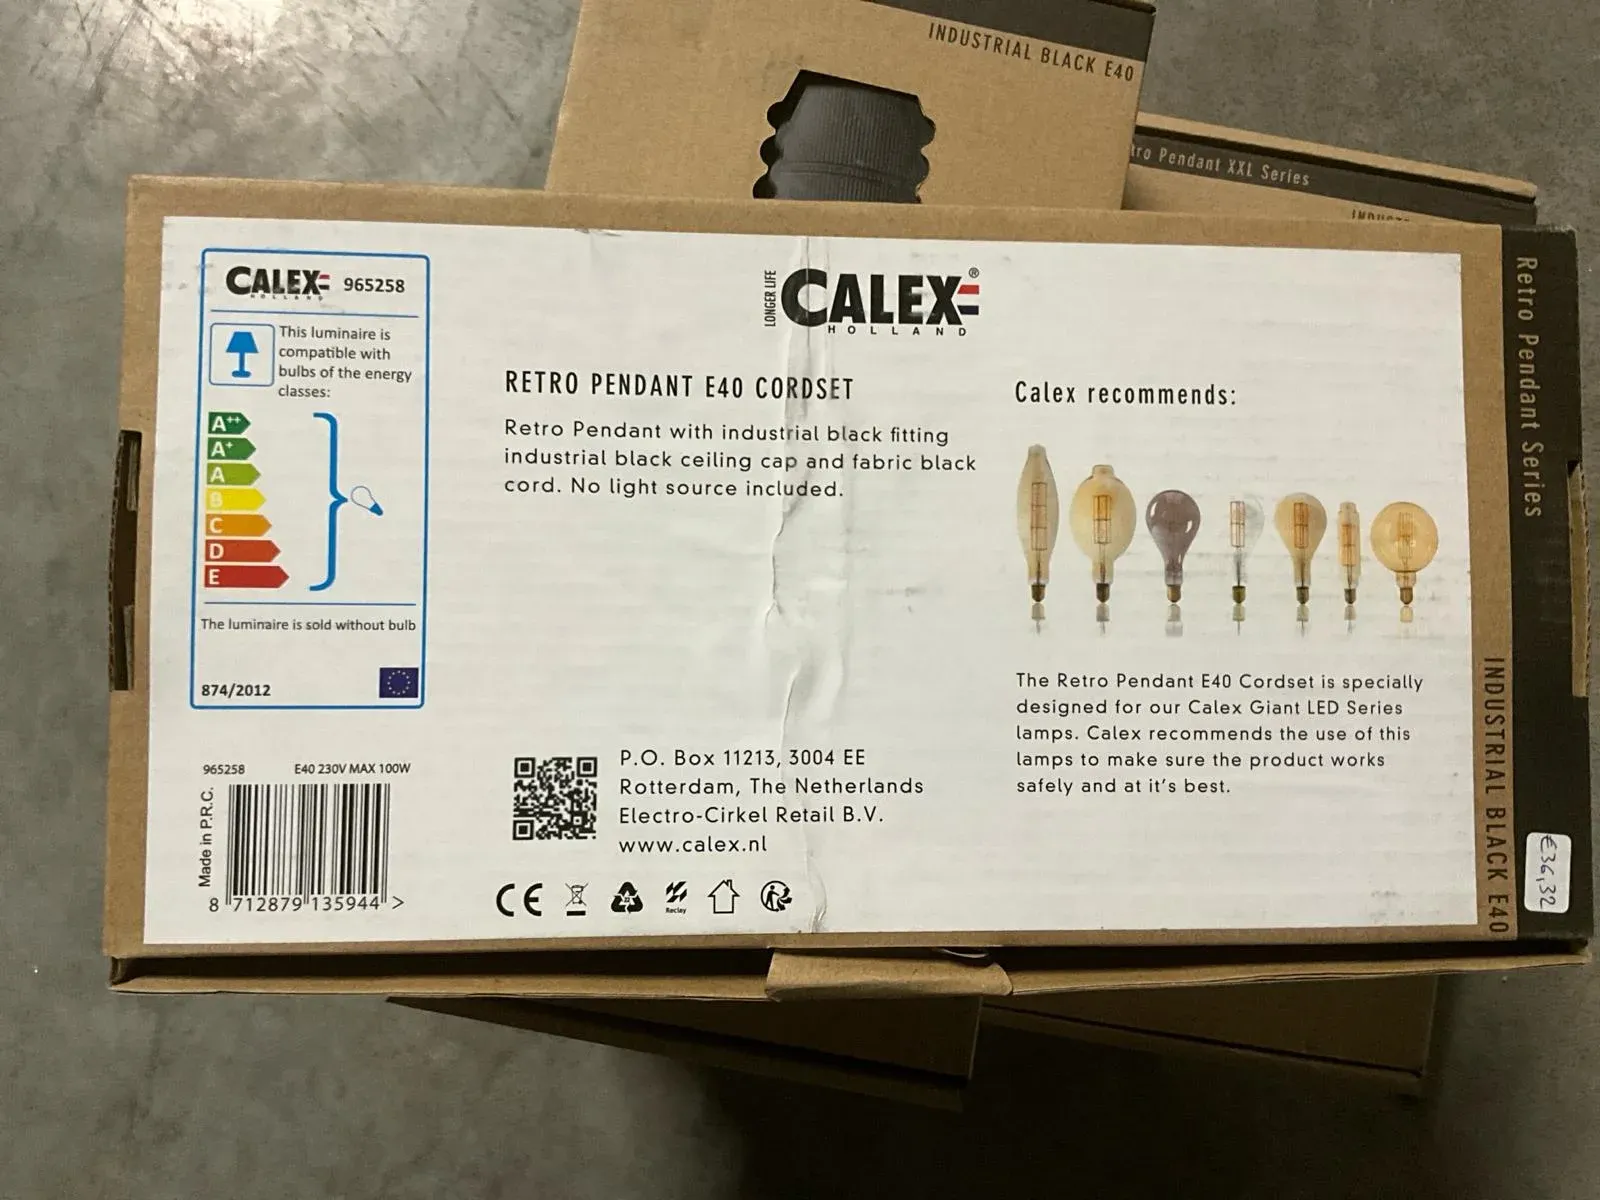 INDUSTRIAL BLACK E40
Pendant XXL Series
CALEX HOLLAND 965258
This luminaire is
compatible with
bulbs of the energy
classes:
A++
A+
A
B
C
D
E
The luminaire is sold without bulb
874/2012
965258 E40 230V MAX 100W
Made in P.R.C.
8 712879 135944 >
LONGER LIFE
CALEX®
HOLLAND
RETRO PENDANT E40 CORDSET
Retro Pendant with industrial black fitting
industrial black ceiling cap and fabric black
cord. No light source included.
P.O. Box 11213, 3004 EE
Rotterdam, The Netherlands
Electro-Cirkel Retail B.V.
www.calex.nl
CE
Reclay
Calex recommends:
The Retro Pendant E40 Cordset is specially
designed for our Calex Giant LED Series
lamps. Calex recommends the use of this
lamps to make sure the product works
safely and at it's best.
Retro Pendant Series
INDUSTRIAL BLACK E40
€36,32